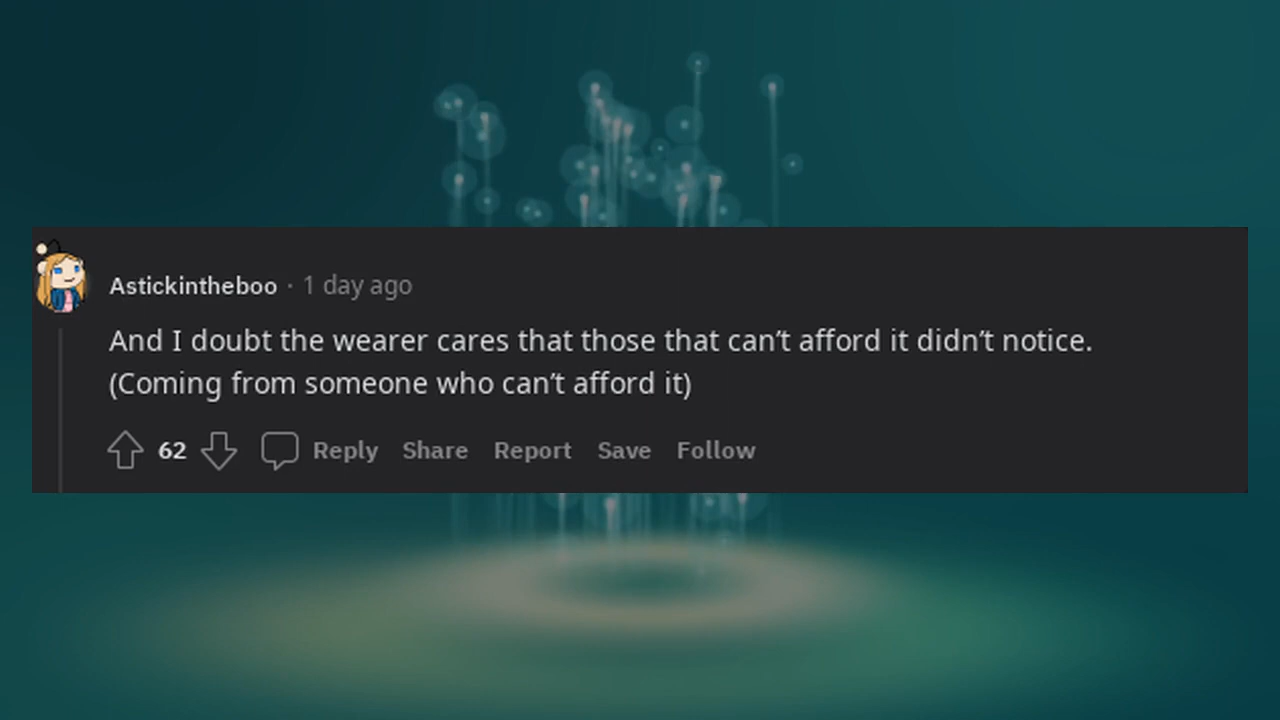 Astickintheboo · 1 day ago
And I doubt the wearer cares that those that can’t afford it didn’t notice.
(Coming from someone who can’t afford it)
62 Reply Share Report Save Follow